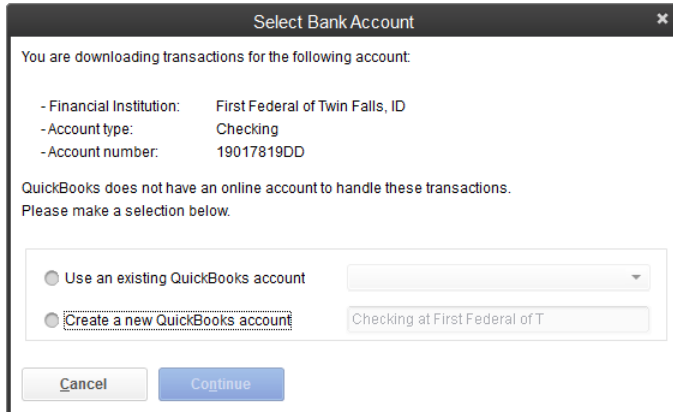 Select Bank Account
You are downloading transactions for the following account:
- Financial Institution: First Federal of Twin Falls, ID
- Account type: Checking
- Account number: 19017819DD
QuickBooks does not have an online account to handle these transactions.
Please make a selection below.
Use an existing QuickBooks account
Create a new QuickBooks account Checking at First Federal of T
Cancel Continue